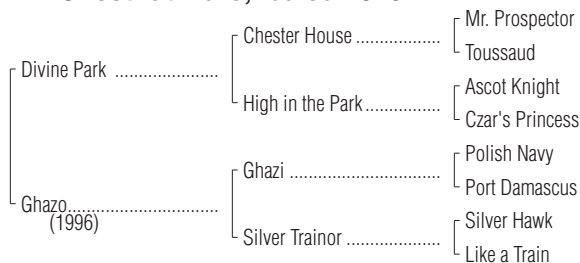 Mr. Prospector
Chester House
Toussaud
Divine Park
Ascot Knight
High in the Park
Czar's Princess
Polish Navy
Ghazi
Port Damascus
Ghazo
(1996)
Silver Hawk
Silver Trainor
Like a Train